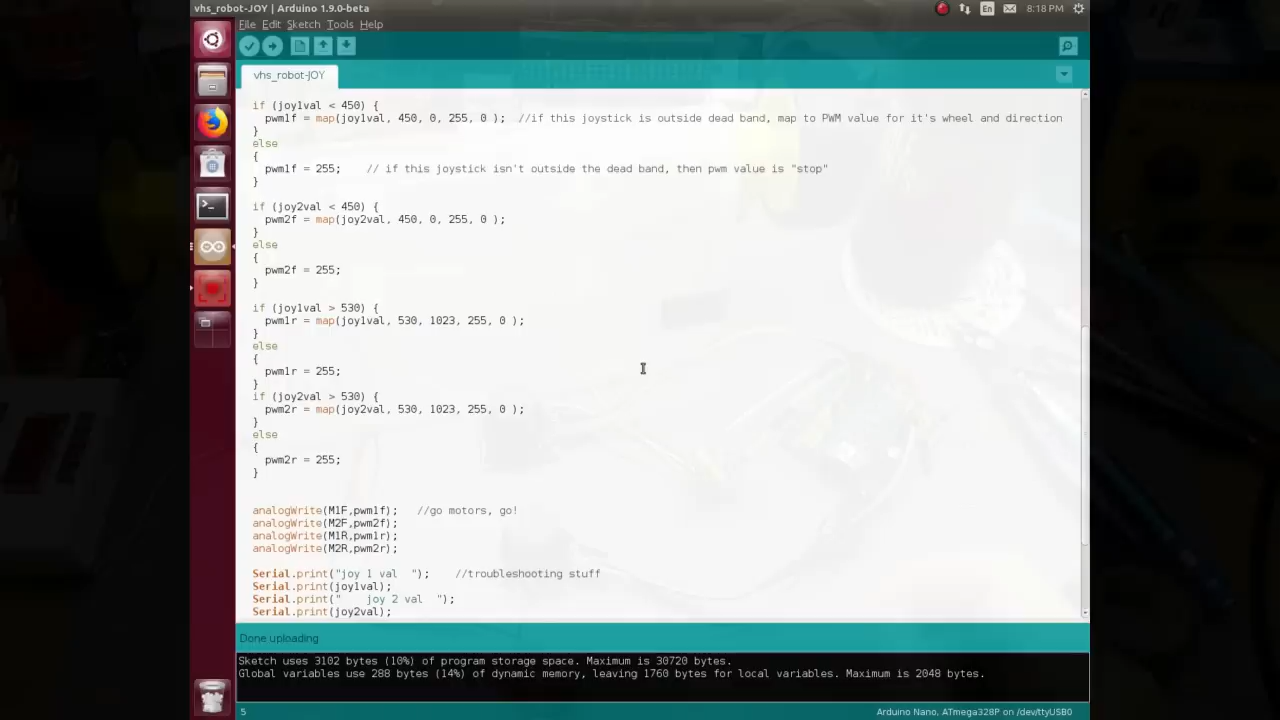 vhs_robot-JOY | Arduino 1.9.0-beta
En
8:18 PM
File Edit Sketch Tools Help
vhs_robot-JOY
if (joy1val < 450) {
pwm1f = map(joy1val, 450, 0, 255, 0 );  //if this joystick is outside dead band, map to PWM value for it's wheel and direction
}
else
{
pwm1f = 255;    // if this joystick isn't outside the dead band, then pwm value is "stop"
}
if (joy2val < 450) {
pwm2f = map(joy2val, 450, 0, 255, 0 );
}
else
{
pwm2f = 255;
}
if (joy1val > 530) {
pwm1r = map(joy1val, 530, 1023, 255, 0 );
}
else
{
pwm1r = 255;
}
if (joy2val > 530) {
pwm2r = map(joy2val, 530, 1023, 255, 0 );
}
else
{
pwm2r = 255;
}
analogWrite(M1F,pwm1f);   //go motors, go!
analogWrite(M2F,pwm2f);
analogWrite(M1R,pwm1r);
analogWrite(M2R,pwm2r);
Serial.print("joy 1 val  ");    //troubleshooting stuff
Serial.print(joy1val);
Serial.print("    joy 2 val  ");
Serial.print(joy2val);
Done uploading
Sketch uses 3102 bytes (10%) of program storage space. Maximum is 30720 bytes.
Global variables use 288 bytes (14%) of dynamic memory, leaving 1760 bytes for local variables. Maximum is 2048 bytes.
5
Arduino Nano, ATmega328P on /dev/ttyUSB0